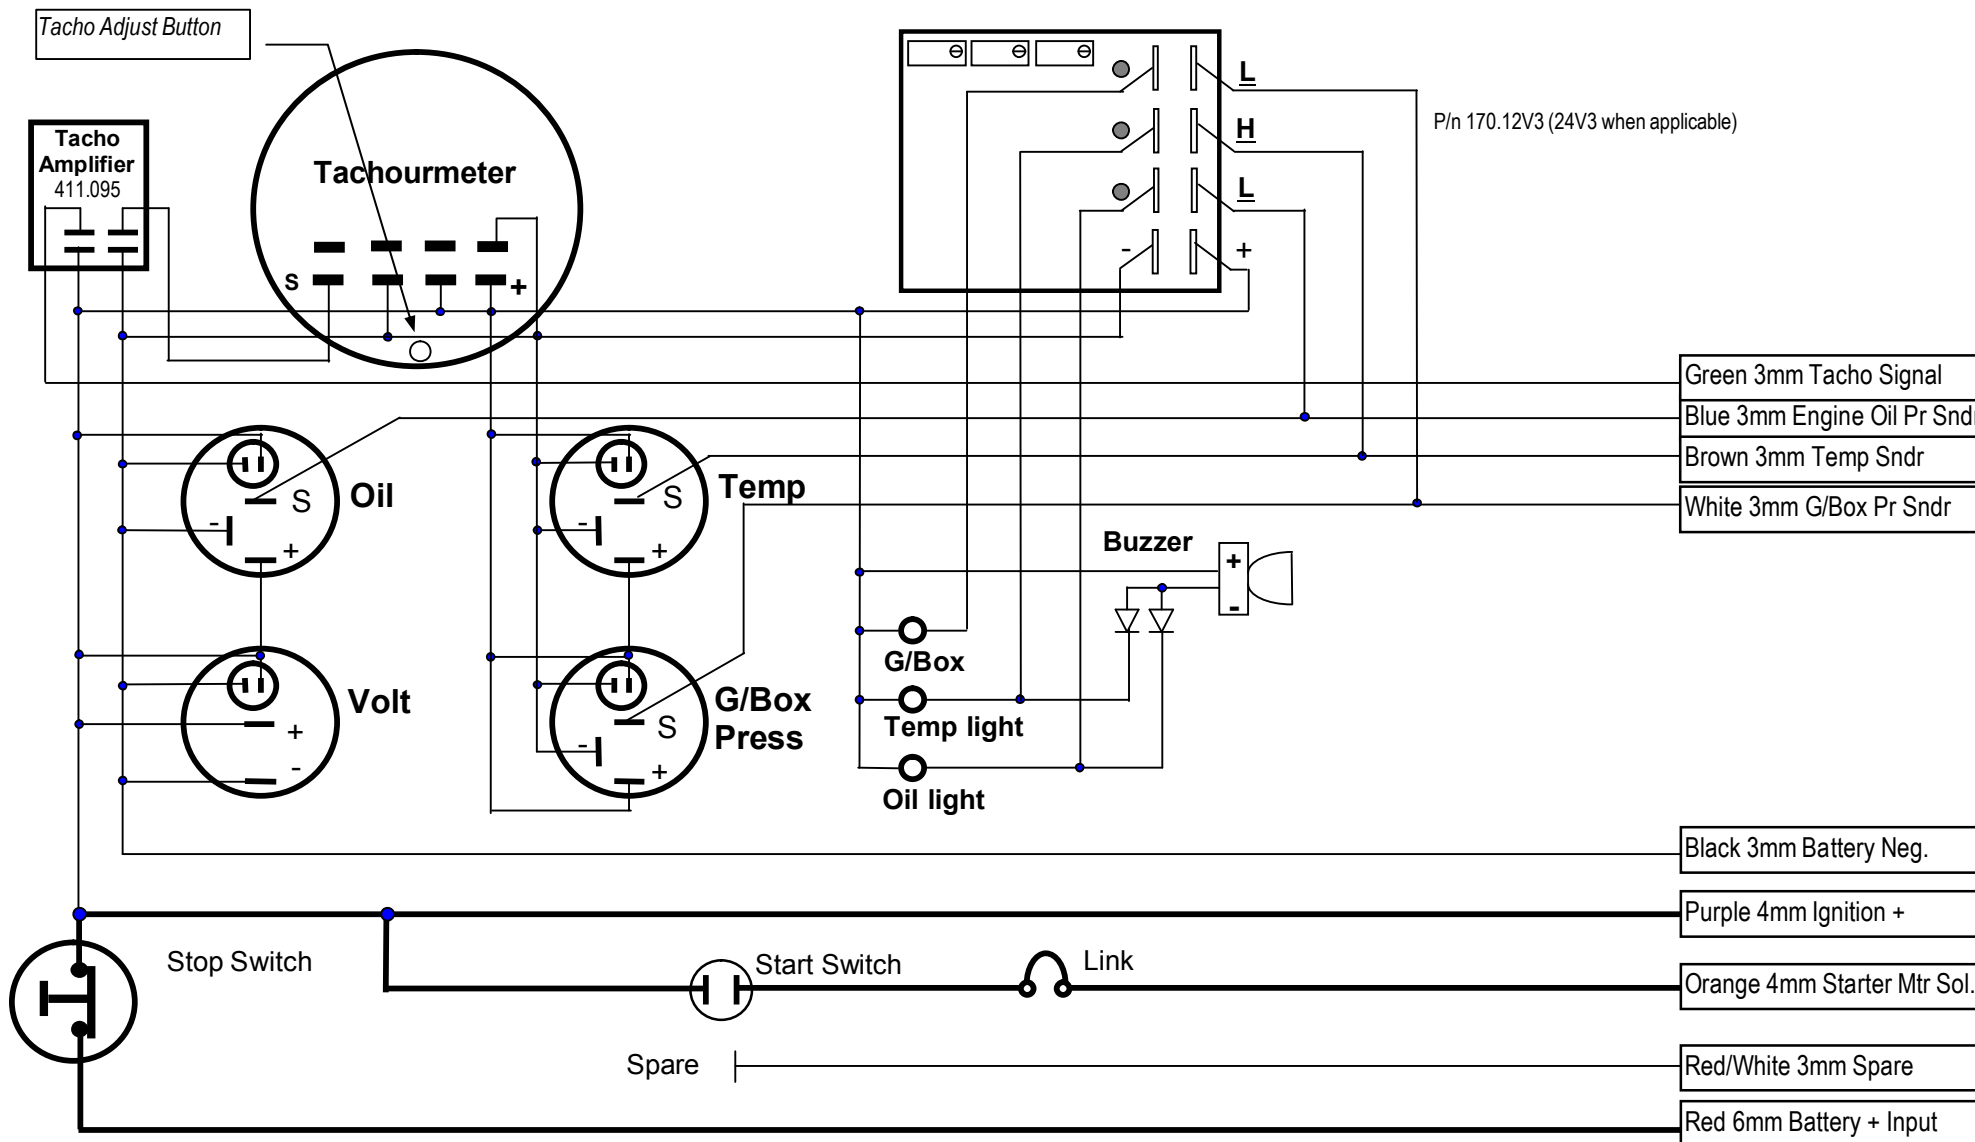 Tacho Adjust Button
Tacho
Amplifier
411.095
Tachourmeter
S
+
L
H
L
-
+
P/n 170.12V3 (24V3 when applicable)
Green 3mm Tacho Signal
Blue 3mm Engine Oil Pr Sndr
Brown 3mm Temp Sndr
White 3mm G/Box Pr Sndr
S
Oil
-
+
S
Temp
-
+
Buzzer
+
-
Volt
+
-
G/Box
Press
S
-
+
G/Box
Temp light
Oil light
Black 3mm Battery Neg.
Purple 4mm Ignition +
Stop Switch
Start Switch
Link
Orange 4mm Starter Mtr Sol.
Spare
Red/White 3mm Spare
Red 6mm Battery + Input